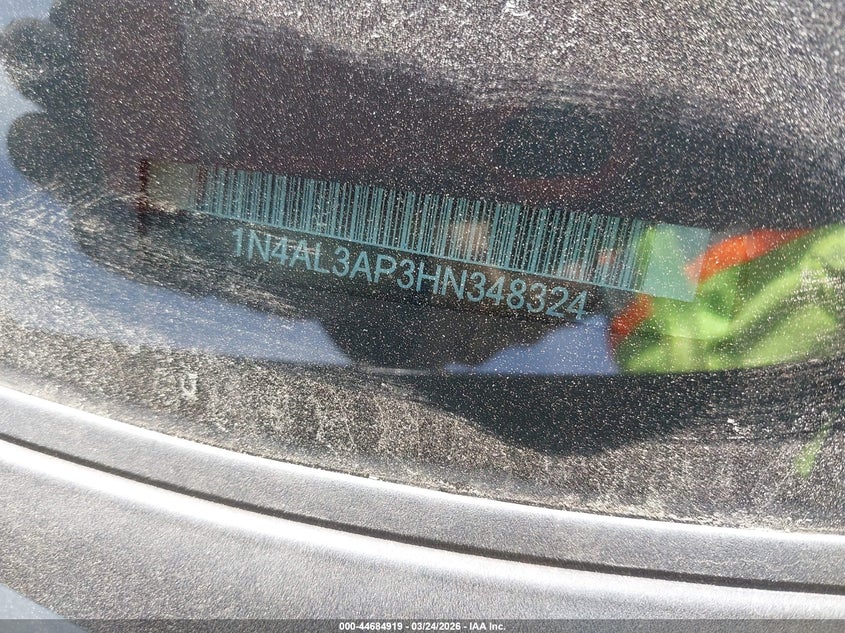 1N4AL3AP3HN348324
000-44684919 — 03/24/2026 — IAA Inc.